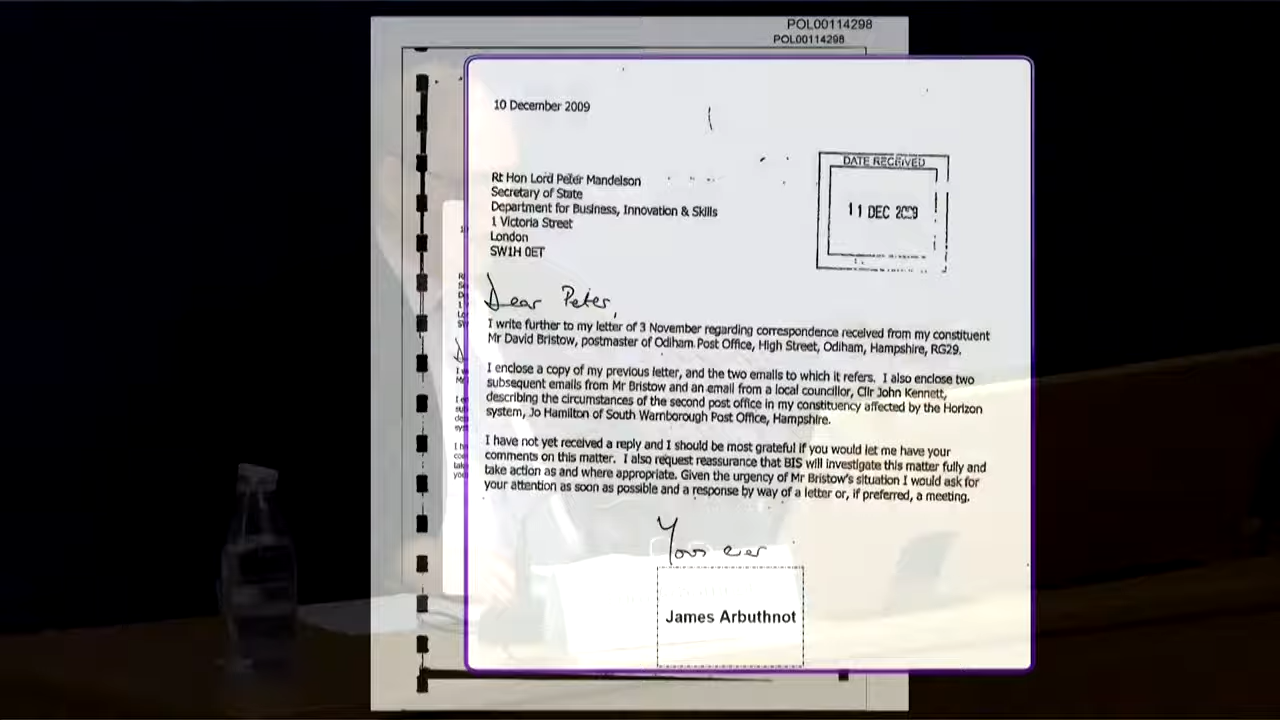 POL00114298
POL00114298
10 December 2009
DATE RECEIVED
11 DEC 2009
Rt Hon Lord Peter Mandelson
Secretary of State
Department for Business, Innovation & Skills
1 Victoria Street
London
SW1H 0ET
Dear Peter,
I write further to my letter of 3 November regarding correspondence received from my constituent
Mr David Bristow, postmaster of Odiham Post Office, High Street, Odiham, Hampshire, RG29.
I enclose a copy of my previous letter, and the two emails to which it refers. I also enclose two
subsequent emails from Mr Bristow and an email from a local councillor, Cllr John Kennett,
describing the circumstances of the second post office in my constituency affected by the Horizon
system, Jo Hamilton of South Warnborough Post Office, Hampshire.
I have not yet received a reply and I should be most grateful if you would let me have your
comments on this matter. I also request reassurance that BIS will investigate this matter fully and
take action as and where appropriate. Given the urgency of Mr Bristow's situation I would ask for
your attention as soon as possible and a response by way of a letter or, if preferred, a meeting.
Yours ever
James Arbuthnot